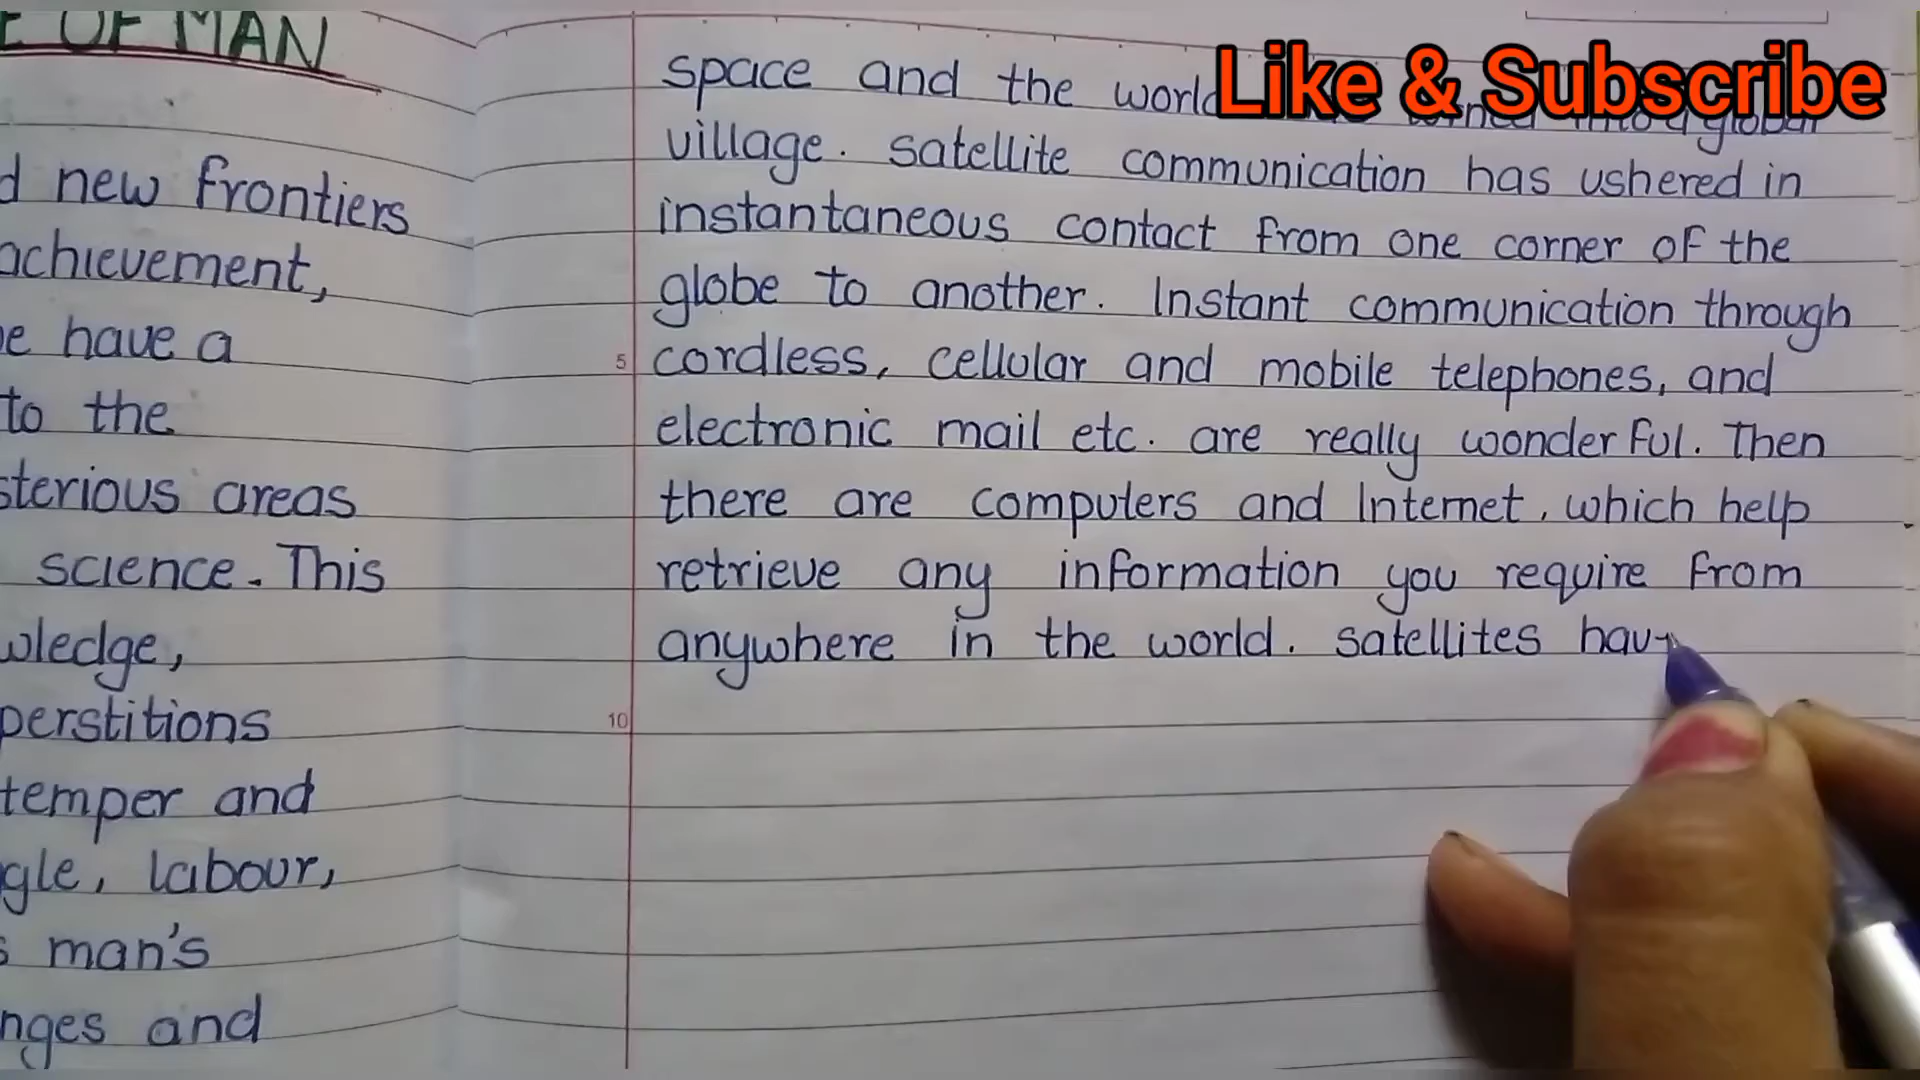 E OF MAN
d new frontiers
achievement,
e have a
to the
sterious areas
science. This
wledge,
perstitions
temper and
gle, labour,
s man's
nges and
Like & Subscribe
space and the world turned into a global
village. satellite communication has ushered in
instantaneous contact from one corner of the
globe to another. Instant communication through
5
cordless, cellular and mobile telephones, and
electronic mail etc. are really wonderful. Then
there are computers and Internet, which help
retrieve any information you require from
anywhere in the world. satellites hav
10